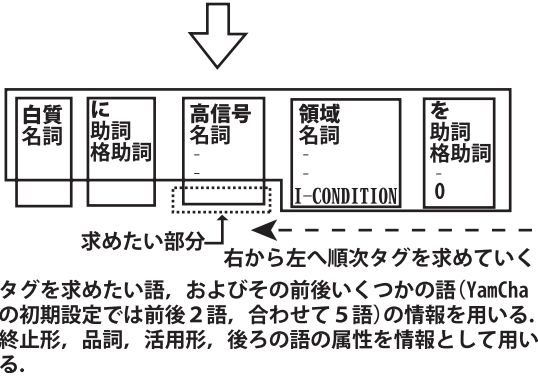 白質
名詞
に
助詞
格助詞
高信号
名詞
-
-
領域
名詞
-
-
I-CONDITION
を
助詞
格助詞
-
O
求めたい部分
右から左へ順次タグを求めていく
タグを求めたい語，およびその前後いくつかの語(YamCha
の初期設定では前後２語，合わせて５語)の情報を用いる．
終止形，品詞，活用形，後ろの語の属性を情報として用い
る．